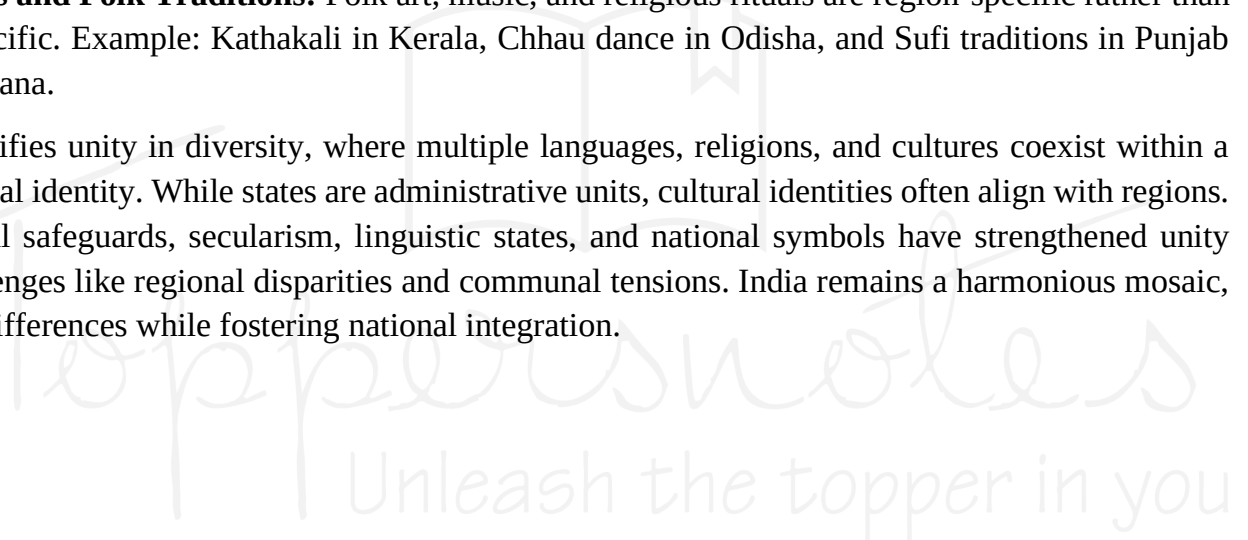 s and Folk Traditions: Folk art, music, and religious rituals are region-specific rather than
cific. Example: Kathakali in Kerala, Chhau dance in Odisha, and Sufi traditions in Punjab
ana.
ifies unity in diversity, where multiple languages, religions, and cultures coexist within a
al identity. While states are administrative units, cultural identities often align with regions.
l safeguards, secularism, linguistic states, and national symbols have strengthened unity
enges like regional disparities and communal tensions. India remains a harmonious mosaic,
ifferences while fostering national integration.
Toppersnotes
Unleash the topper in you